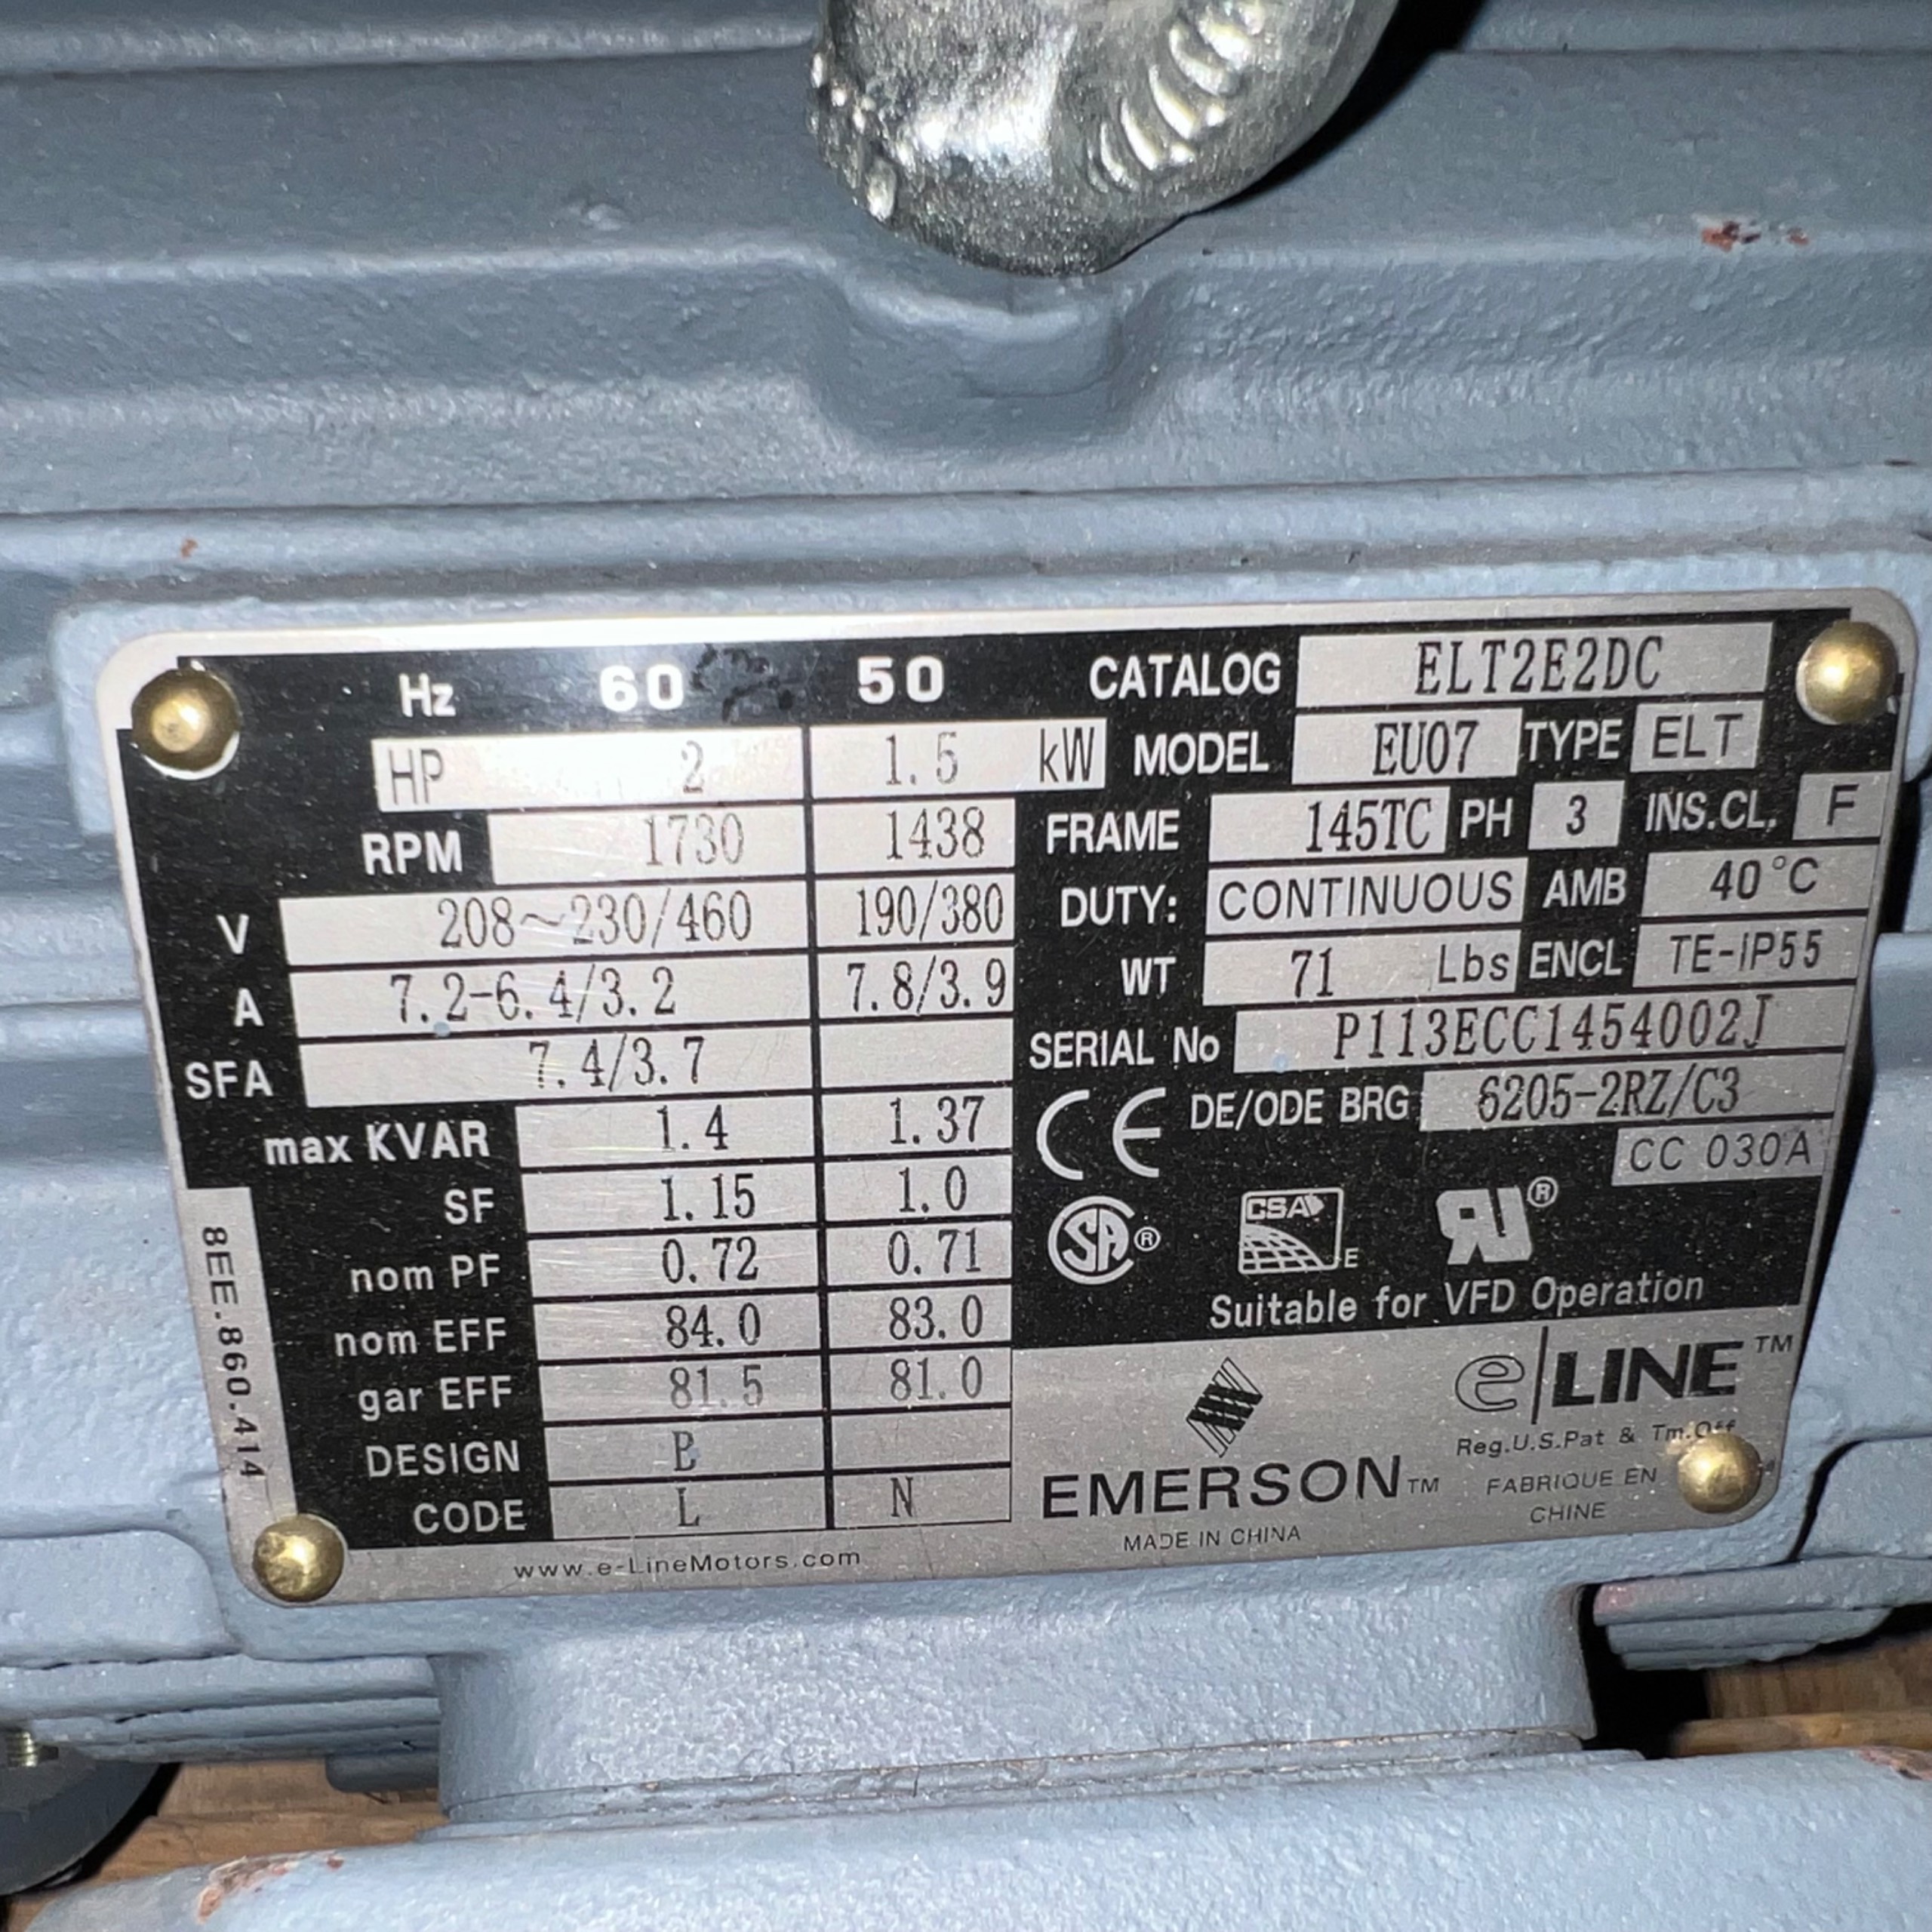 Hz 60 50 CATALOG ELT2E2DC
HP 2 1.5 kW MODEL EU07 TYPE ELT
RPM 1730 1438 FRAME 145TC PH 3 INS.CL. F
V 208~230/460 190/380 DUTY: CONTINUOUS AMB 40°C
A 7.2-6.4/3.2 7.8/3.9 WT 71 Lbs ENCL TE-IP55
SFA 7.4/3.7 SERIAL No P113ECC1454002J
max KVAR 1.4 1.37 CE DE/ODE BRG 6205-2RZ/C3
CC 030A
SF 1.15 1.0
SA® CSA E RU®
nom PF 0.72 0.71
Suitable for VFD Operation
nom EFF 84.0 83.0
gar EFF 81.5 81.0
DESIGN B
CODE L N
8EE.860.414
e|LINE™
Reg.U.S.Pat & Tm.Off
EMERSON™
FABRIQUE EN
CHINE
MADE IN CHINA
www.e-LineMotors.com